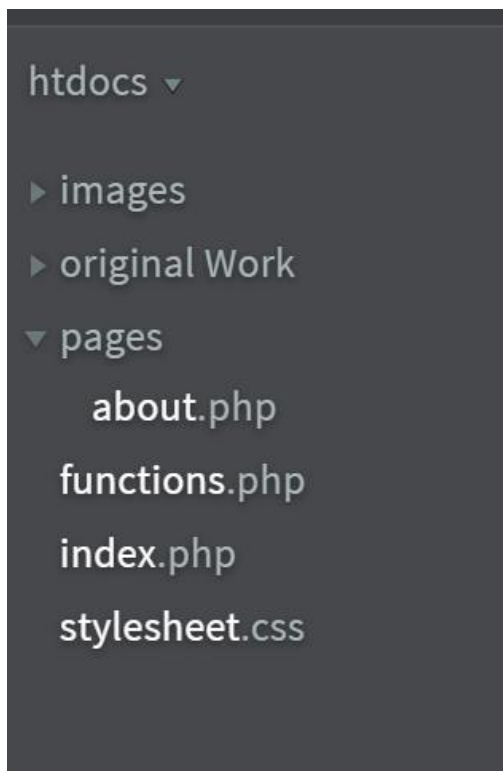 htdocs
images
original Work
pages
about.php
functions.php
index.php
stylesheet.css